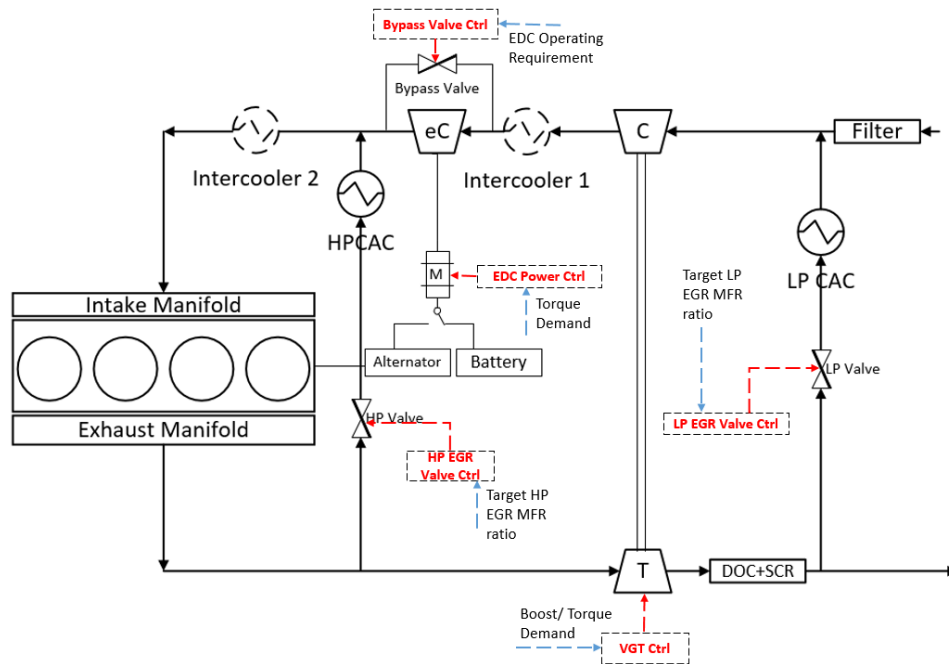 Bypass Valve Ctrl
EDC Operating
Requirement
Bypass Valve
eC
C
Filter
Intercooler 2
Intercooler 1
HPCAC
M
EDC Power Ctrl
Target LP
EGR MFR
ratio
LP CAC
Intake Manifold
Torque
Demand
Alternator
Battery
LP Valve
HP Valve
Exhaust Manifold
LP EGR Valve Ctrl
HP EGR
Valve Ctrl
Target HP
EGR MFR
ratio
T
DOC+SCR
Boost/ Torque
Demand
VGT Ctrl